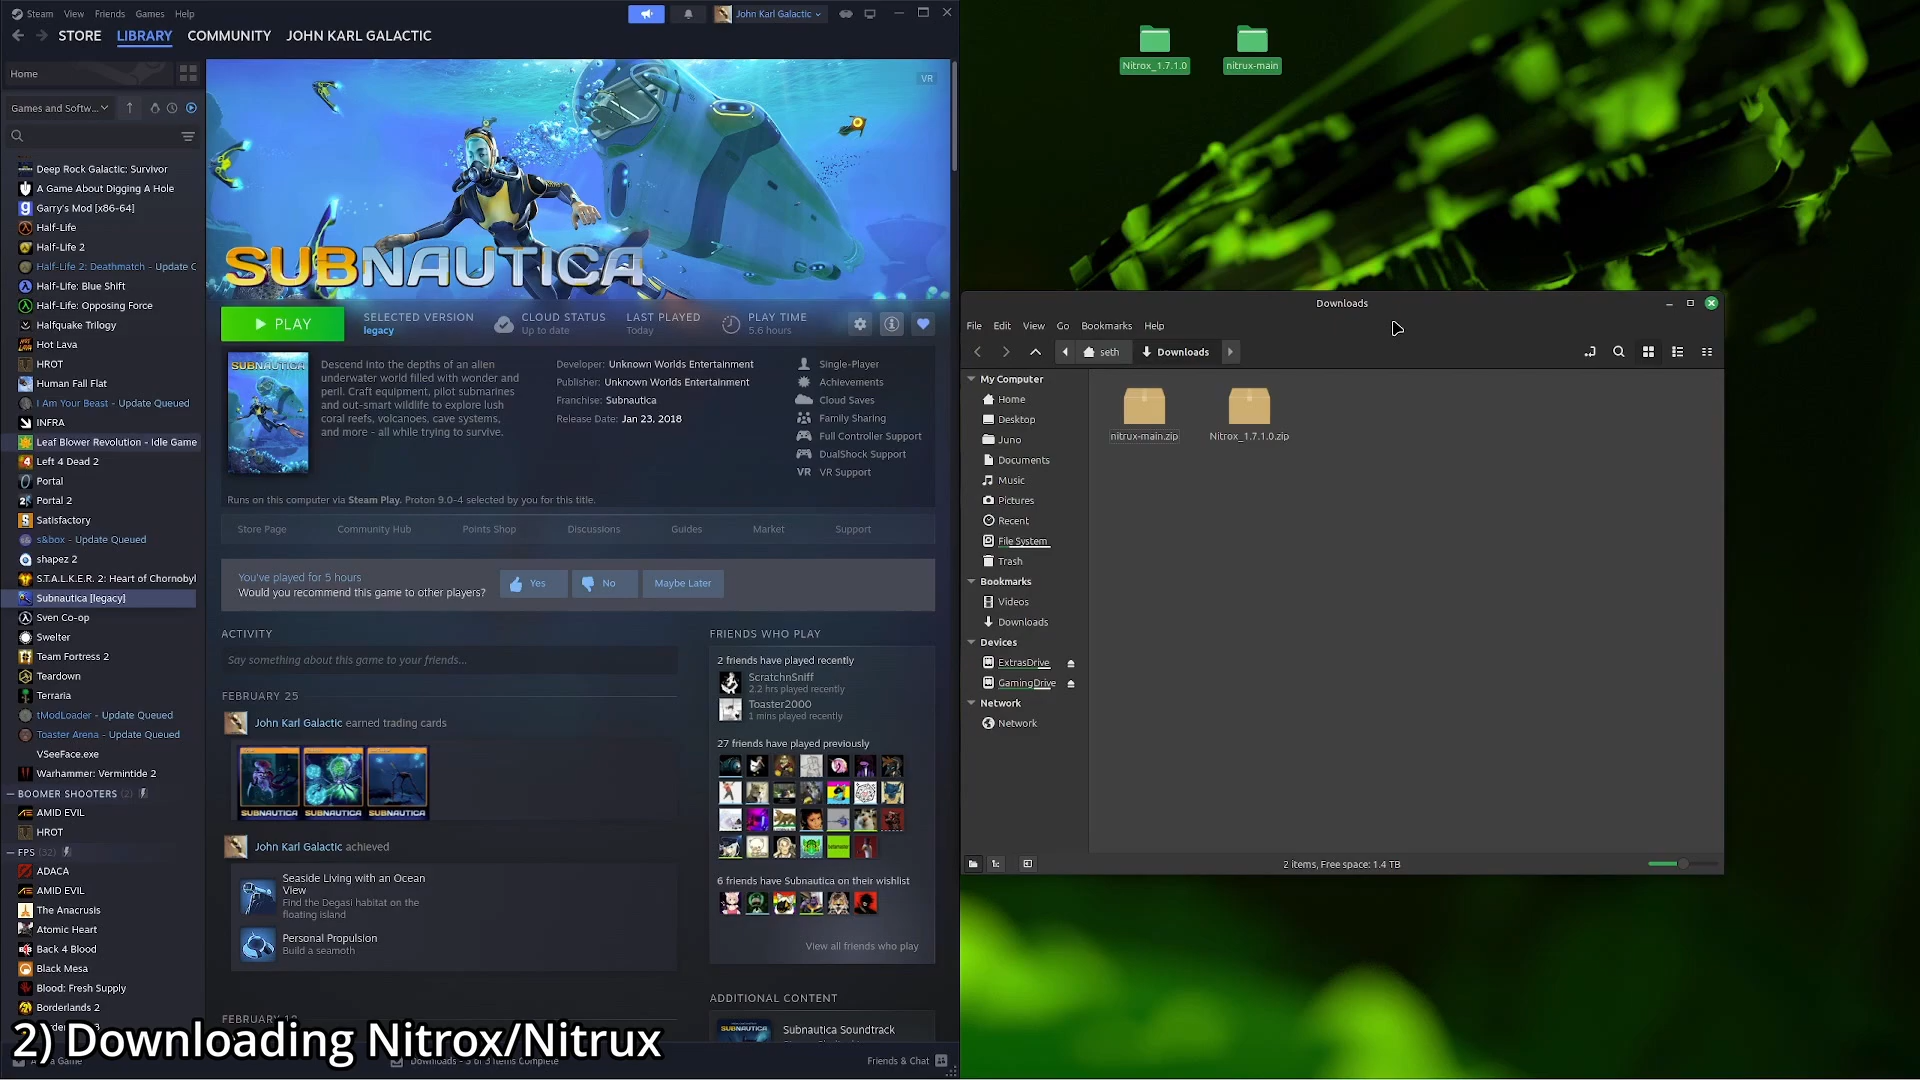 Steam View Friends Games Help
John Karl Galactic
STORE LIBRARY COMMUNITY JOHN KARL GALACTIC
Home
Games and Softw...
Deep Rock Galactic: Survivor
A Game About Digging A Hole
Garry's Mod [x86-64]
Half-Life
Half-Life 2
Half-Life 2: Deathmatch - Update C
Half-Life: Blue Shift
Half-Life: Opposing Force
Halfquake Trilogy
Hot Lava
HROT
Human Fall Flat
I Am Your Beast - Update Queued
INFRA
Leaf Blower Revolution - Idle Game
Left 4 Dead 2
Portal
Portal 2
Satisfactory
s&box - Update Queued
shapez 2
S.T.A.L.K.E.R. 2: Heart of Chornobyl
Subnautica [legacy]
Sven Co-op
Swelter
Team Fortress 2
Teardown
Terraria
tModLoader - Update Queued
Toaster Arena - Update Queued
VSeeFace.exe
Warhammer: Vermintide 2
BOOMER SHOOTERS (2)
AMID EVIL
HROT
FPS (32)
ADACA
AMID EVIL
The Anacrusis
Atomic Heart
Back 4 Blood
Black Mesa
Blood: Fresh Supply
Borderlands 2
VR
SUBNAUTICA
PLAY
SELECTED VERSION
legacy
CLOUD STATUS
Up to date
LAST PLAYED
Today
PLAY TIME
5.6 hours
SUBNAUTICA
Descend into the depths of an alien
underwater world filled with wonder and
peril. Craft equipment, pilot submarines
and out-smart wildlife to explore lush
coral reefs, volcanoes, cave systems,
and more - all while trying to survive.
Developer: Unknown Worlds Entertainment
Publisher: Unknown Worlds Entertainment
Franchise: Subnautica
Release Date: Jan 23, 2018
Single-Player
Achievements
Cloud Saves
Family Sharing
Full Controller Support
DualShock Support
VR VR Support
Runs on this computer via Steam Play. Proton 9.0-4 selected by you for this title.
Store Page Community Hub Points Shop Discussions Guides Market Support
You've played for 5 hours
Would you recommend this game to other players?
Yes No Maybe Later
ACTIVITY
Say something about this game to your friends...
FEBRUARY 25
John Karl Galactic earned trading cards
SUBNAUTICA SUBNAUTICA SUBNAUTICA
John Karl Galactic achieved
Seaside Living with an Ocean
View
Find the Degasi habitat on the
floating island
Personal Propulsion
Build a seamoth
FRIENDS WHO PLAY
2 friends have played recently
ScratchnSniff
2.2 hrs played recently
Toaster2000
1 mins played recently
27 friends have played previously
6 friends have Subnautica on their wishlist
View all friends who play
ADDITIONAL CONTENT
SUBNAUTICA
Subnautica Soundtrack
Friends & Chat
2) Downloading Nitrox/Nitrux
Nitrox_1.7.1.0
nitrux-main
Downloads
File Edit View Go Bookmarks Help
seth Downloads
My Computer
Home
Desktop
Juno
Documents
Music
Pictures
Recent
File System
Trash
Bookmarks
Videos
Downloads
Devices
ExtrasDrive
GamingDrive
Network
Network
nitrux-main.zip
Nitrox_1.7.1.0.zip
2 items, Free space: 1.4 TB